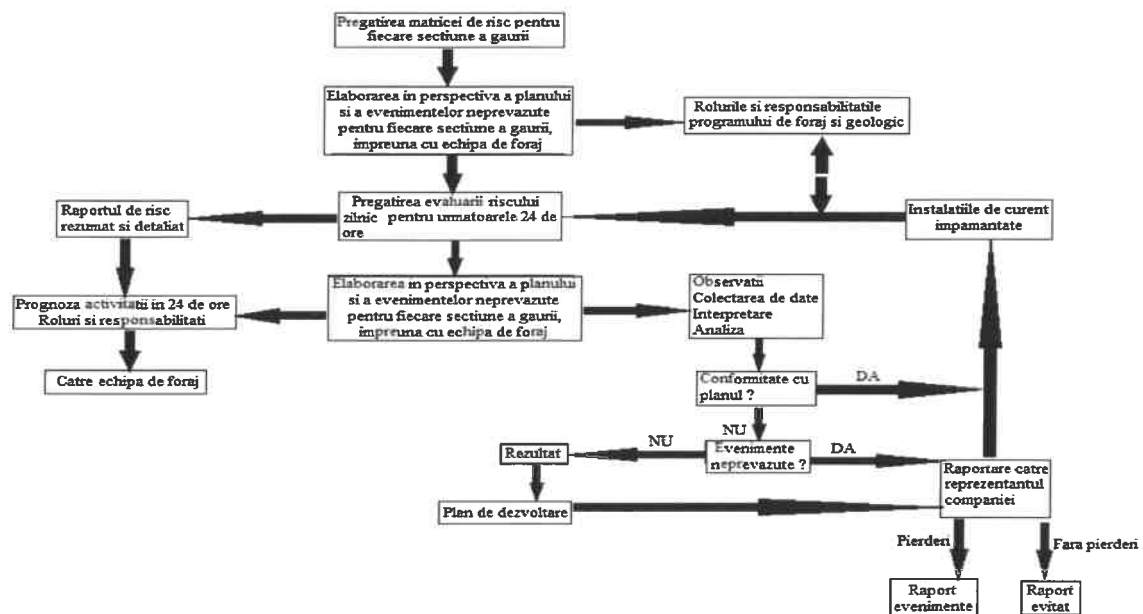 Pregatirea matricei de risc pentru
fiecare sectiune a gaurii
Elaborarea in perspectiva a planului
si a evenimentelor neprevazute
pentru fiecare sectiune a gaurii,
impreuna cu echipa de foraj
Rolurile si responsabilitatile
programului de foraj si geologic
Raportul de risc
rezumat si detaliat
Pregatirea evaluarii riscului
zilnic pentru urmatoarele 24 de
ore
Instalatiile de curent
impamantate
Prognoza activitatii in 24 de ore
Roluri si responsabilitati
Elaborarea in perspectiva a planului
si a evenimentelor neprevazute
pentru fiecare sectiune a gaurii,
impreuna cu echipa de foraj
Observatii
Colectarea de date
Interpretare
Analiza
Catre echipa de foraj
Conformitate cu
planul ?
DA
NU
Rezultat
NU
Evenimente
neprevazute ?
DA
Raportare catre
reprezentantul
companiei
Plan de dezvoltare
Pierderi
Fara pierderi
Raport
evenimente
Raport
evitat